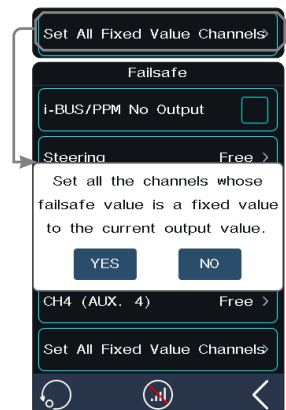 Set All Fixed Value Channels
Failsafe
i-BUS/PPM No Output
Steering Free >
Set all the channels whose
failsafe value is a fixed value
to the current output value.
YES NO
CH4 (AUX. 4) Free >
Set All Fixed Value Channels